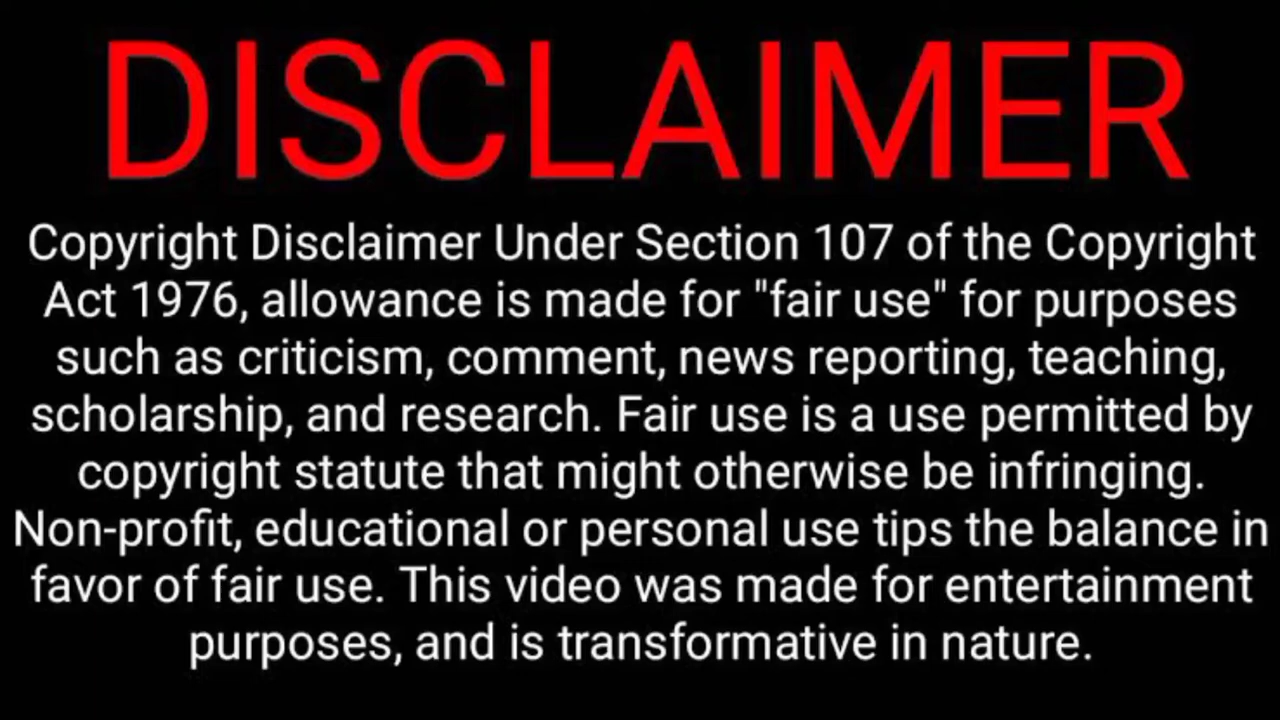 DISCLAIMER
Copyright Disclaimer Under Section 107 of the Copyright
Act 1976, allowance is made for "fair use" for purposes
such as criticism, comment, news reporting, teaching,
scholarship, and research. Fair use is a use permitted by
copyright statute that might otherwise be infringing.
Non-profit, educational or personal use tips the balance in
favor of fair use. This video was made for entertainment
purposes, and is transformative in nature.